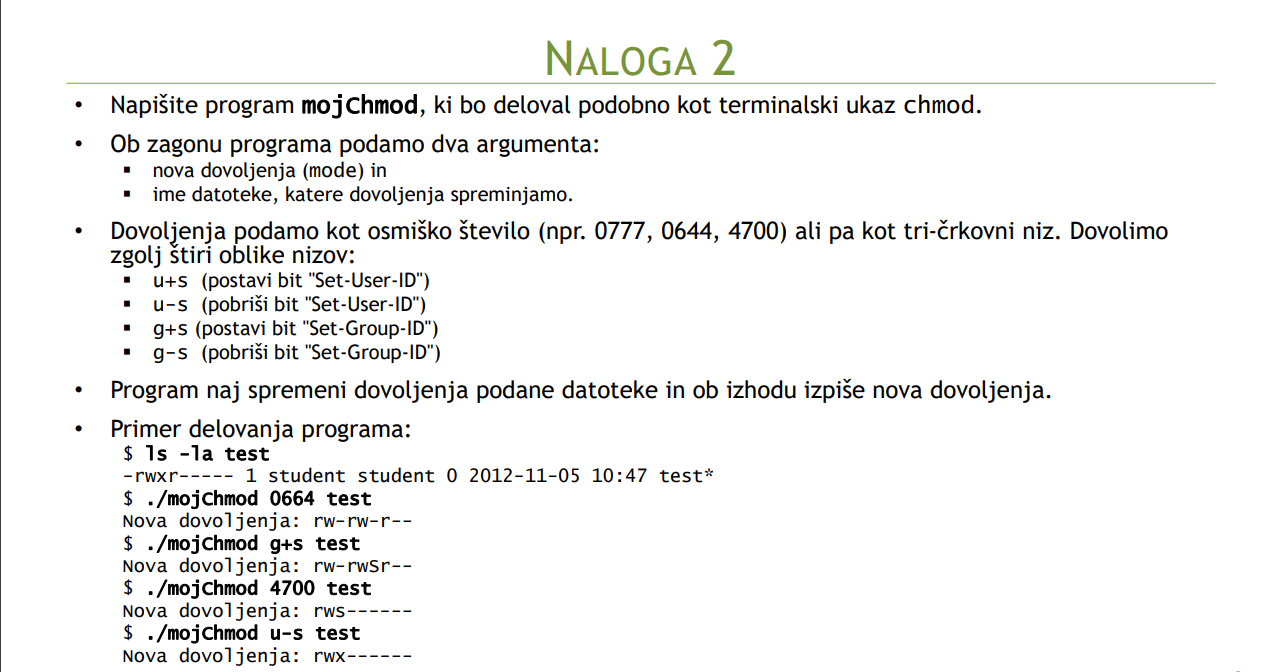 NALOGA 2
• Napišite program mojChmod, ki bo deloval podobno kot terminalski ukaz chmod.
• Ob zagonu programa podamo dva argumenta:
▪ nova dovoljenja (mode) in
▪ ime datoteke, katere dovoljenja spreminjamo.
• Dovoljenja podamo kot osmiško število (npr. 0777, 0644, 4700) ali pa kot tri-črkovni niz. Dovolimo
zgolj štiri oblike nizov:
▪ u+s (postavi bit "Set-User-ID")
▪ u-s (pobriši bit "Set-User-ID")
▪ g+s (postavi bit "Set-Group-ID")
▪ g-s (pobriši bit "Set-Group-ID")
• Program naj spremeni dovoljenja podane datoteke in ob izhodu izpiše nova dovoljenja.
• Primer delovanja programa:
$ ls -la test
-rwxr----- 1 student student 0 2012-11-05 10:47 test*
$ ./mojChmod 0664 test
Nova dovoljenja: rw-rw-r--
$ ./mojChmod g+s test
Nova dovoljenja: rw-rwSr--
$ ./mojChmod 4700 test
Nova dovoljenja: rws------
$ ./mojChmod u-s test
Nova dovoljenja: rwx------